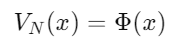 V_N(x) = Φ(x)